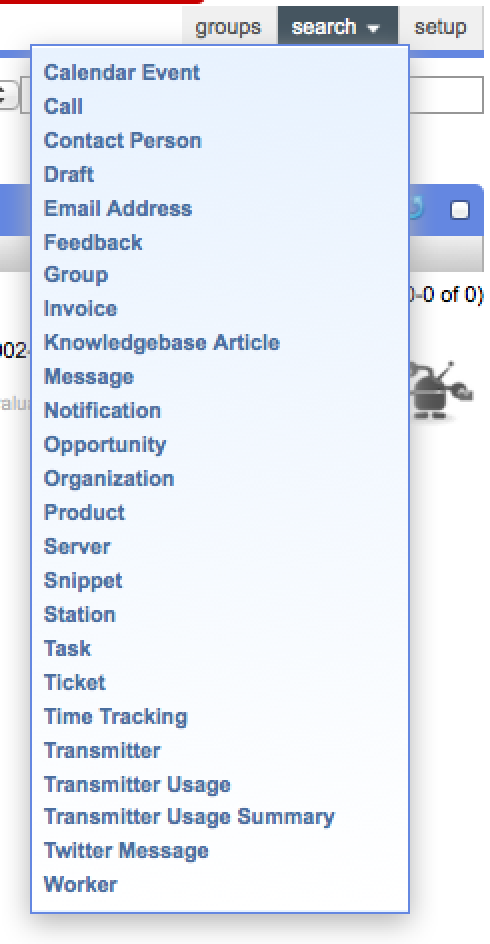 groups search setup
Calendar Event
Call
Contact Person
Draft
Email Address
Feedback
Group
0-0 of 0)
Invoice
Knowledgebase Article
002-
Message
Notification
alu
Opportunity
Organization
Product
Server
Snippet
Station
Task
Ticket
Time Tracking
Transmitter
Transmitter Usage
Transmitter Usage Summary
Twitter Message
Worker